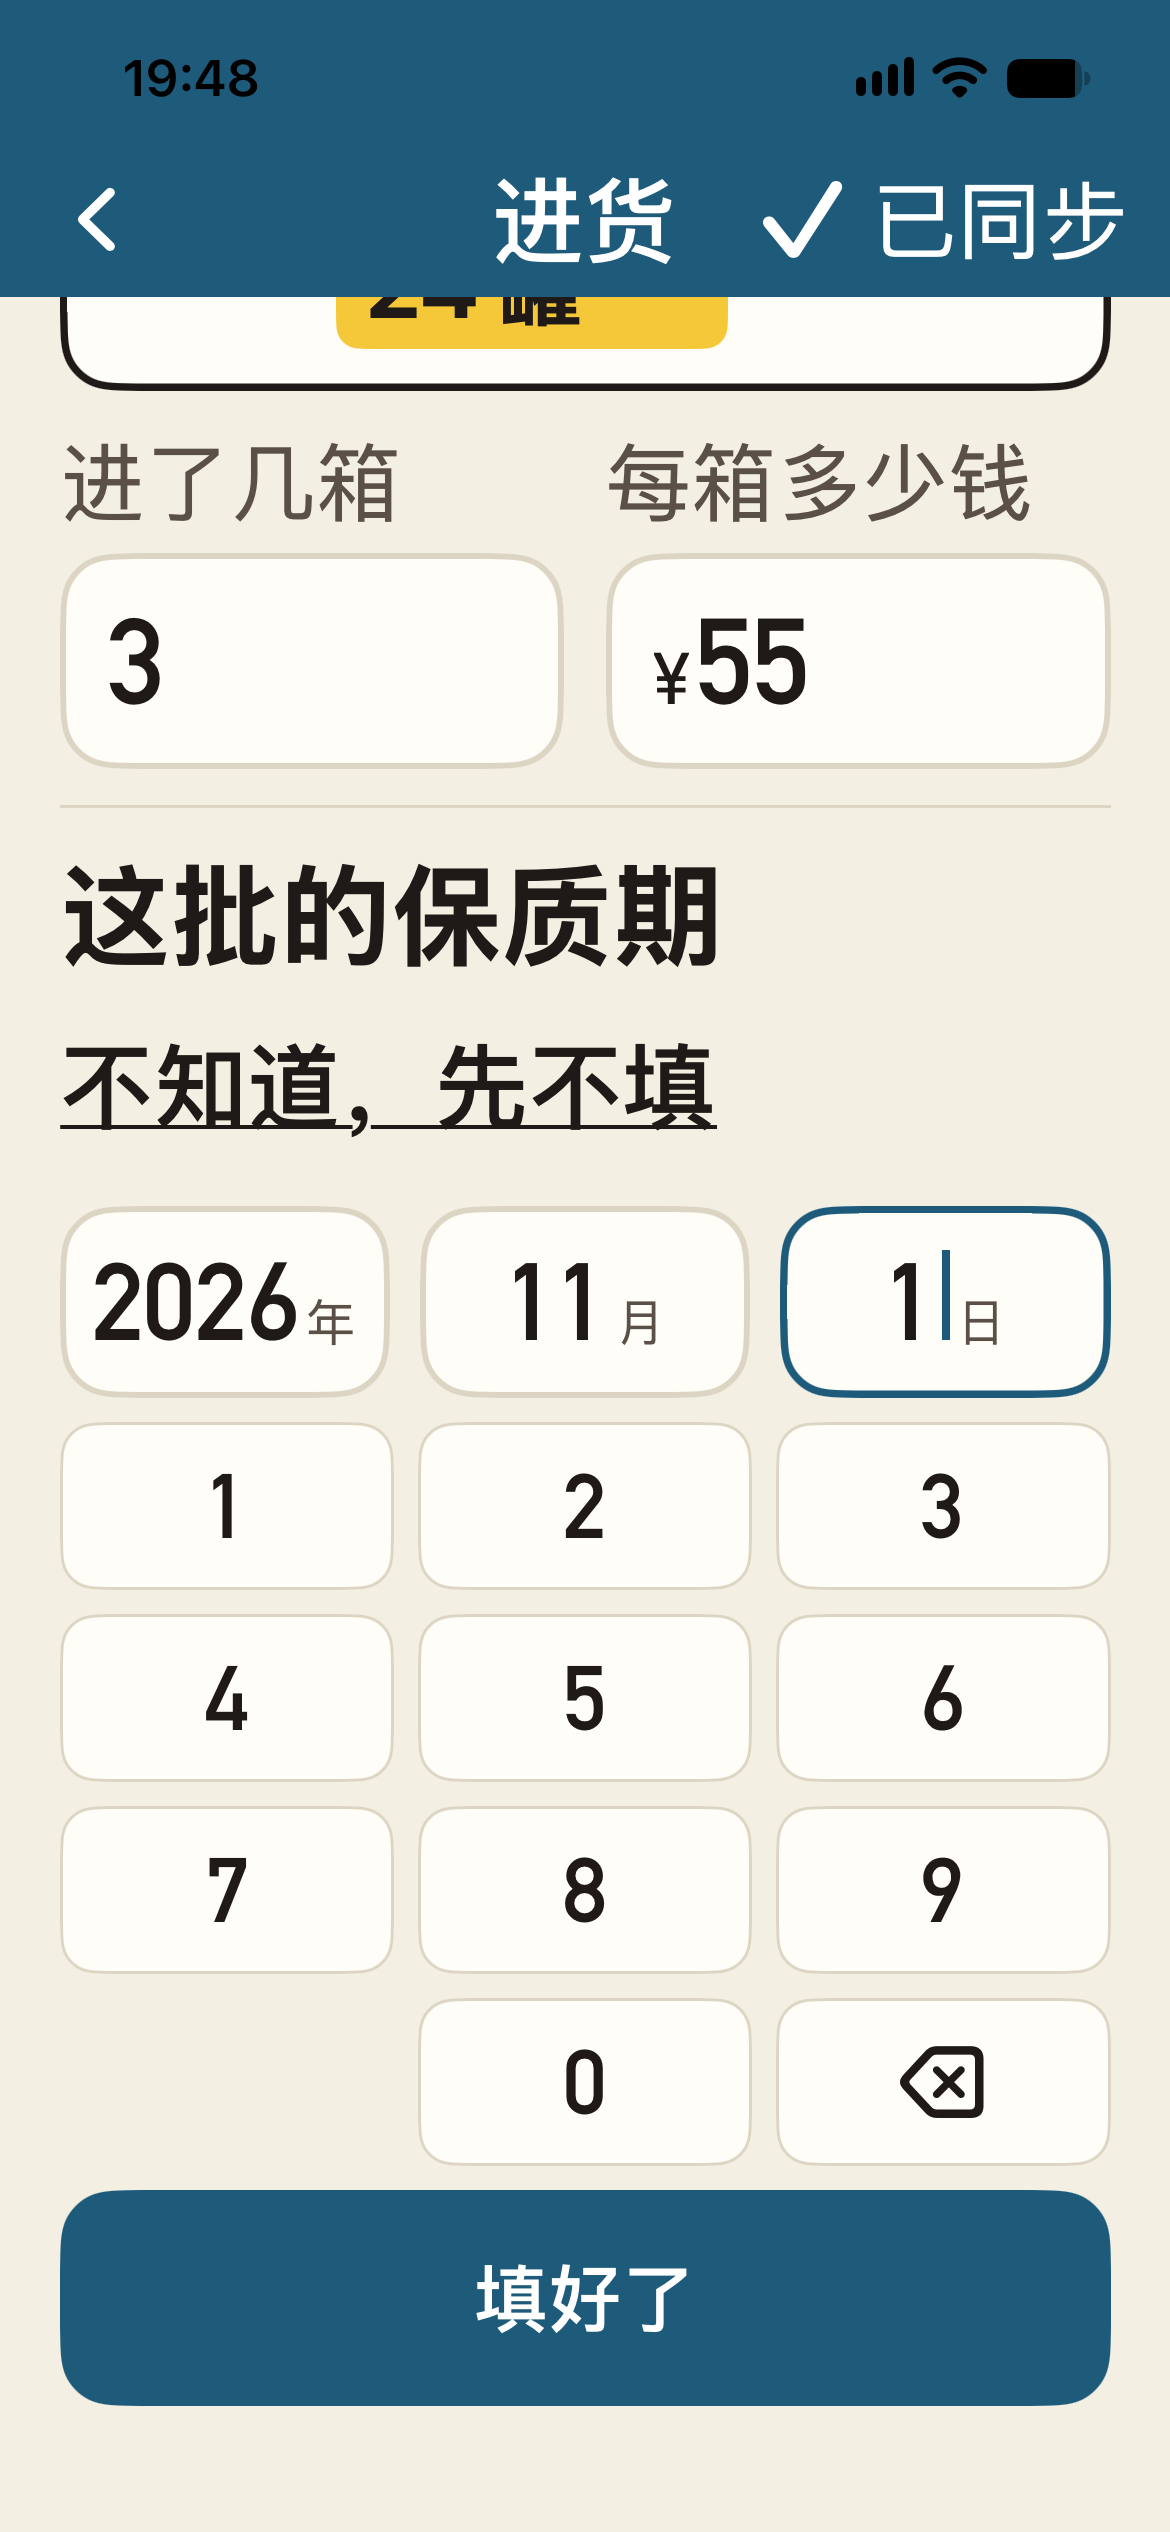 19:48
进货 已同步
24 罐
进了几箱 每箱多少钱
3 ¥55
这批的保质期
不知道，先不填
2026年 11月 1日
1 2 3
4 5 6
7 8 9
0
填好了